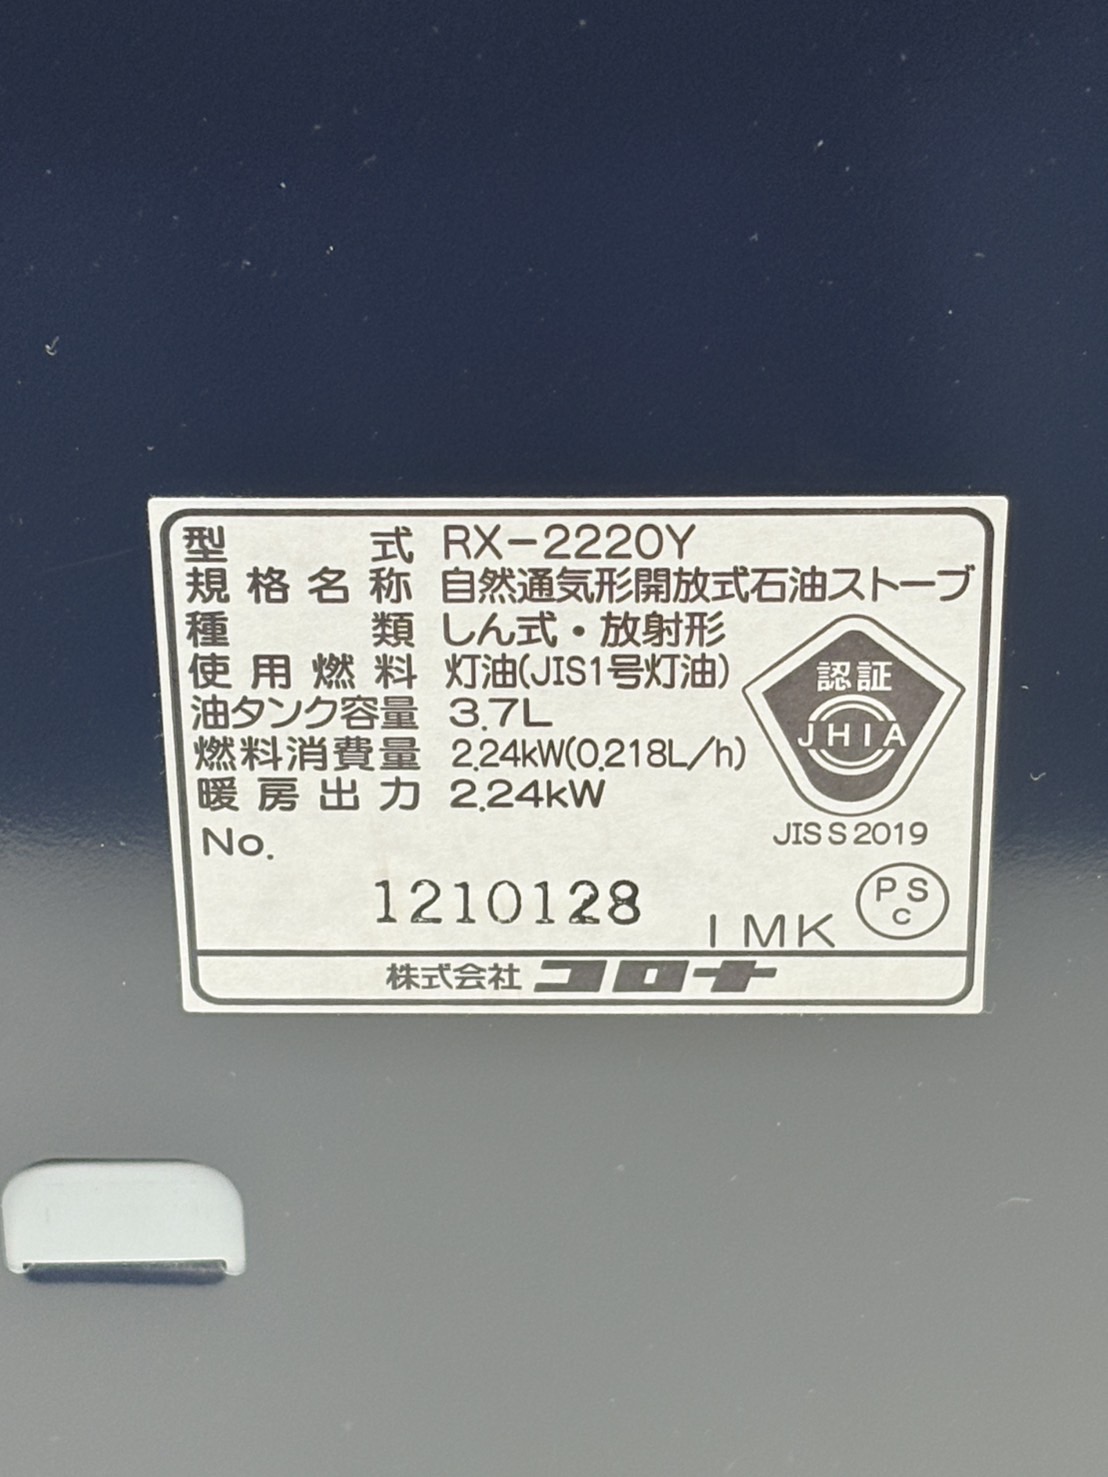 型式 RX-2220Y
規格名称 自然通気形開放式石油ストーブ
種類 しん式・放射形
使用燃料 灯油(JIS1号灯油)
油タンク容量 3.7L
燃料消費量 2.24kW(0.218L/h)
暖房出力 2.24kW
認証
JHIA
JIS S 2019
No.
1210128
IMK
PS
C
株式会社コロナ